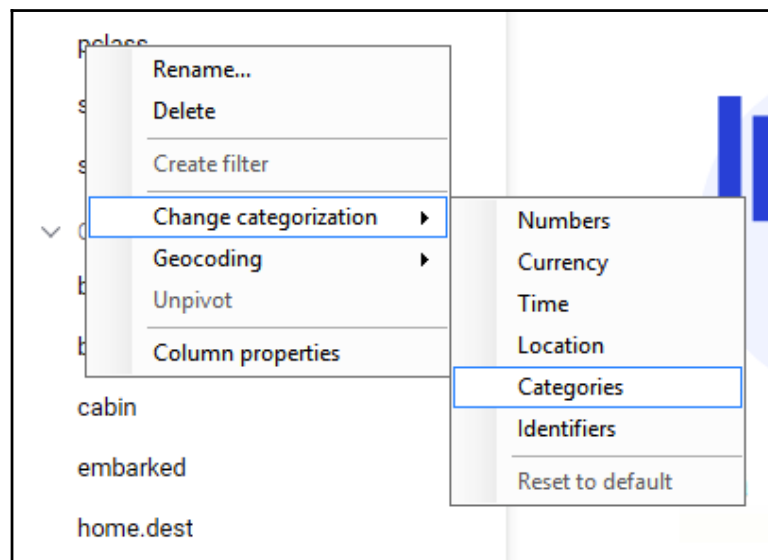 pclass
Rename...
Delete
Create filter
Change categorization
Geocoding
Unpivot
Column properties
Numbers
Currency
Time
Location
Categories
Identifiers
Reset to default
cabin
embarked
home.dest